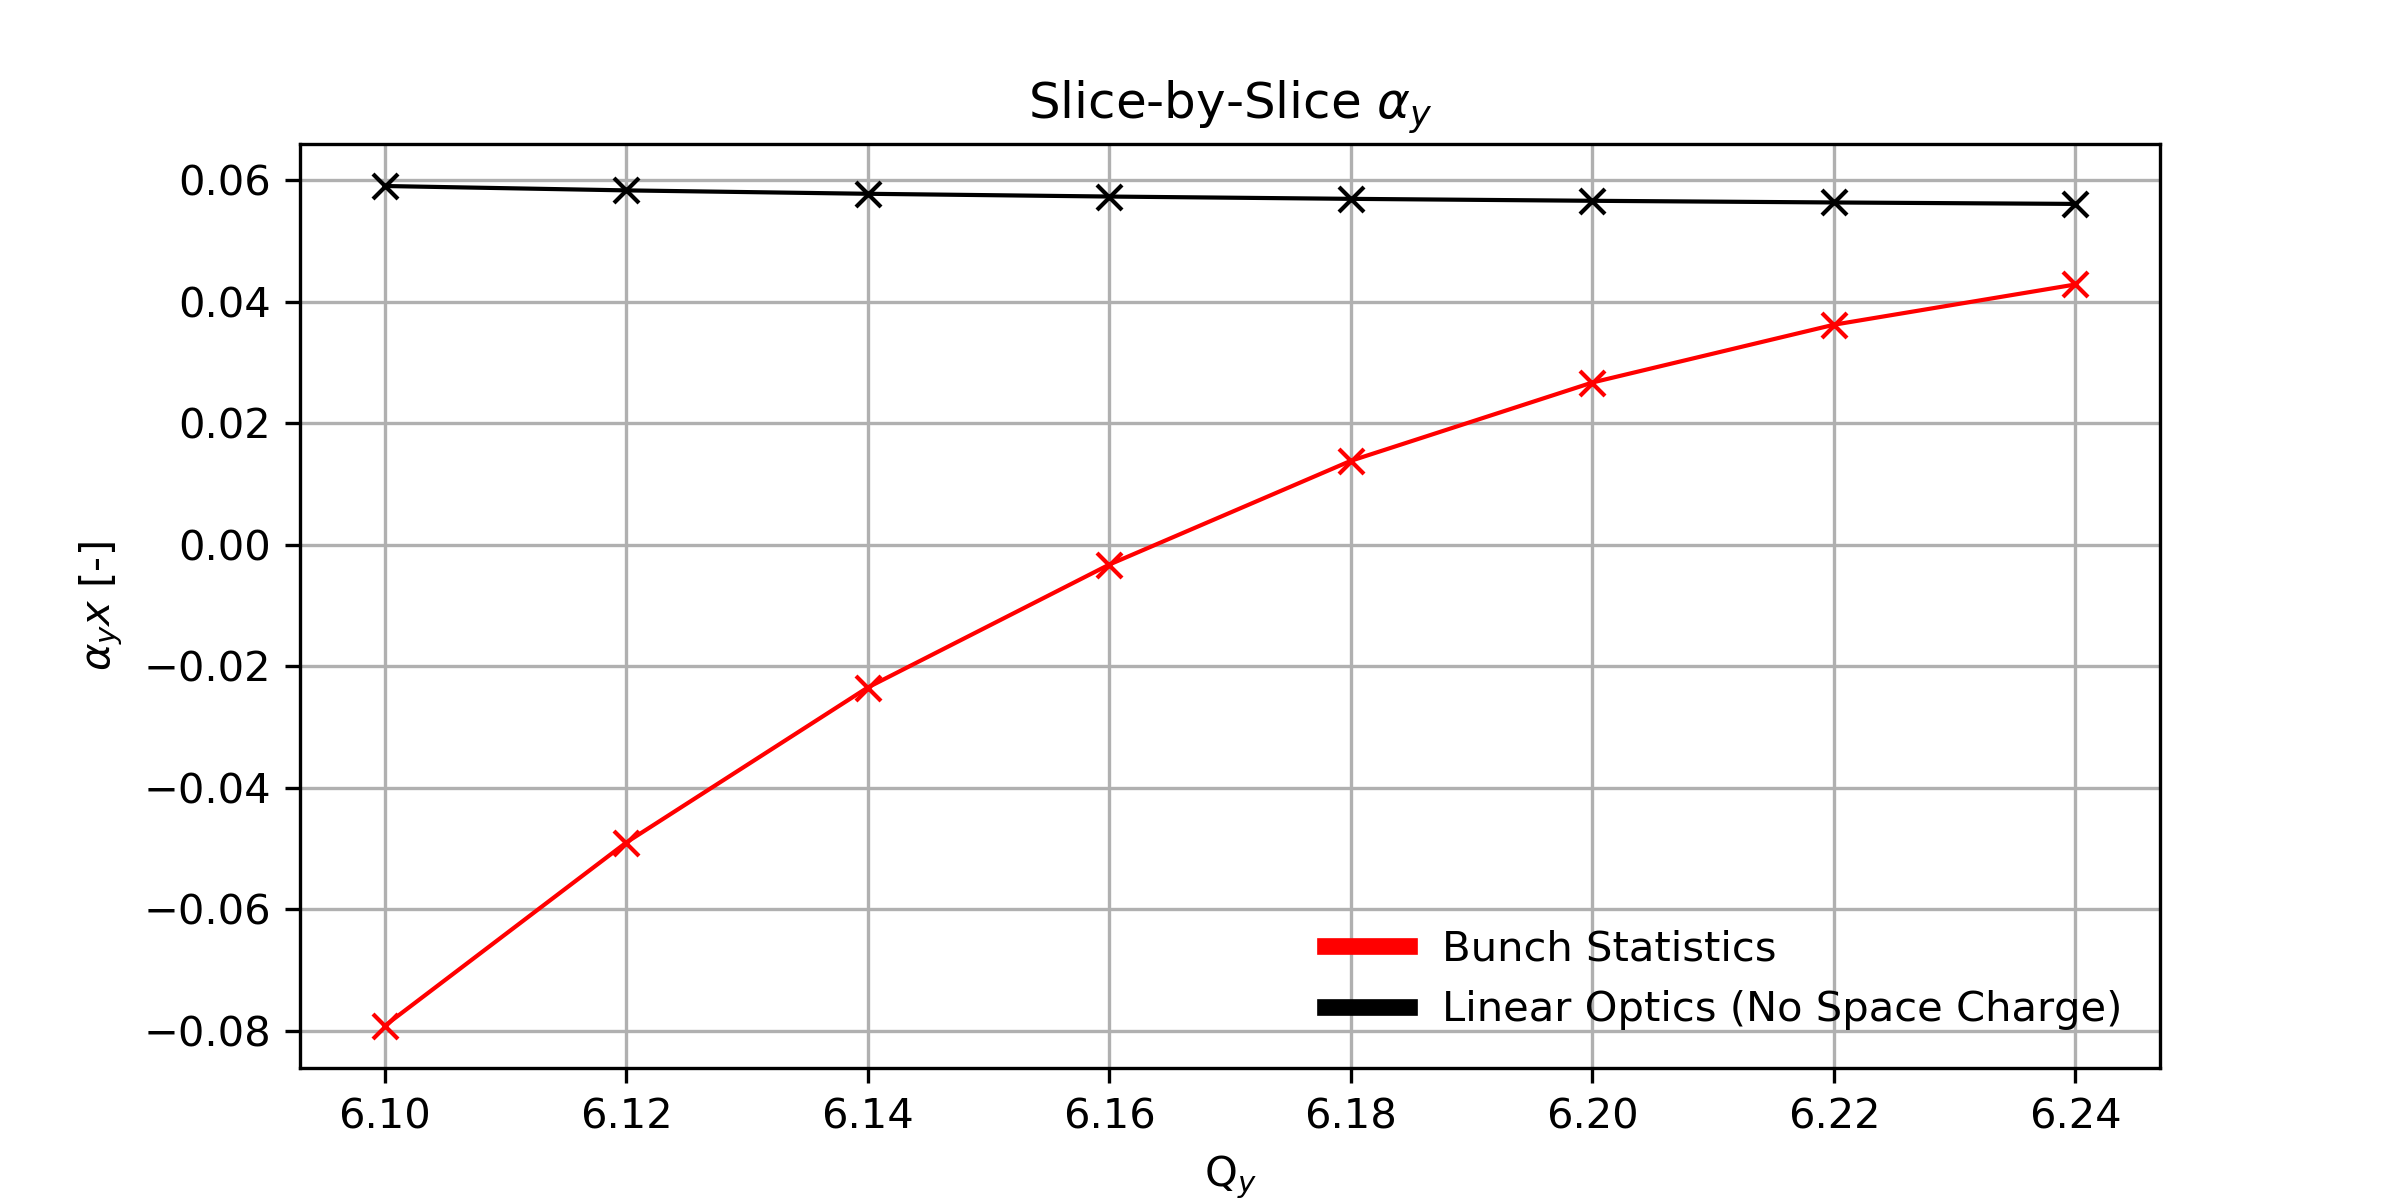 Slice-by-Slice αy
αyx [-]
0.06
0.04
0.02
0.00
−0.02
−0.04
−0.06
−0.08
Bunch Statistics
Linear Optics (No Space Charge)
6.10 6.12 6.14 6.16 6.18 6.20 6.22 6.24
Qy